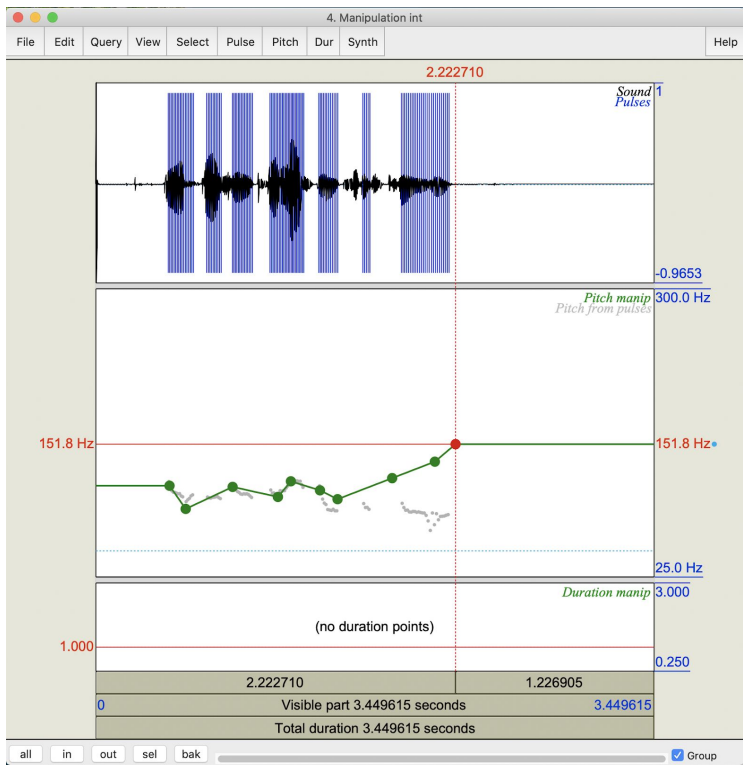 4. Manipulation int
File Edit Query View Select Pulse Pitch Dur Synth Help
2.222710
Sound 1
Pulses
-0.9653
Pitch manip 300.0 Hz
Pitch from pulses
151.8 Hz 151.8 Hz
25.0 Hz
Duration manip 3.000
(no duration points)
1.000
0.250
2.222710 1.226905
0 Visible part 3.449615 seconds 3.449615
Total duration 3.449615 seconds
all in out sel bak Group